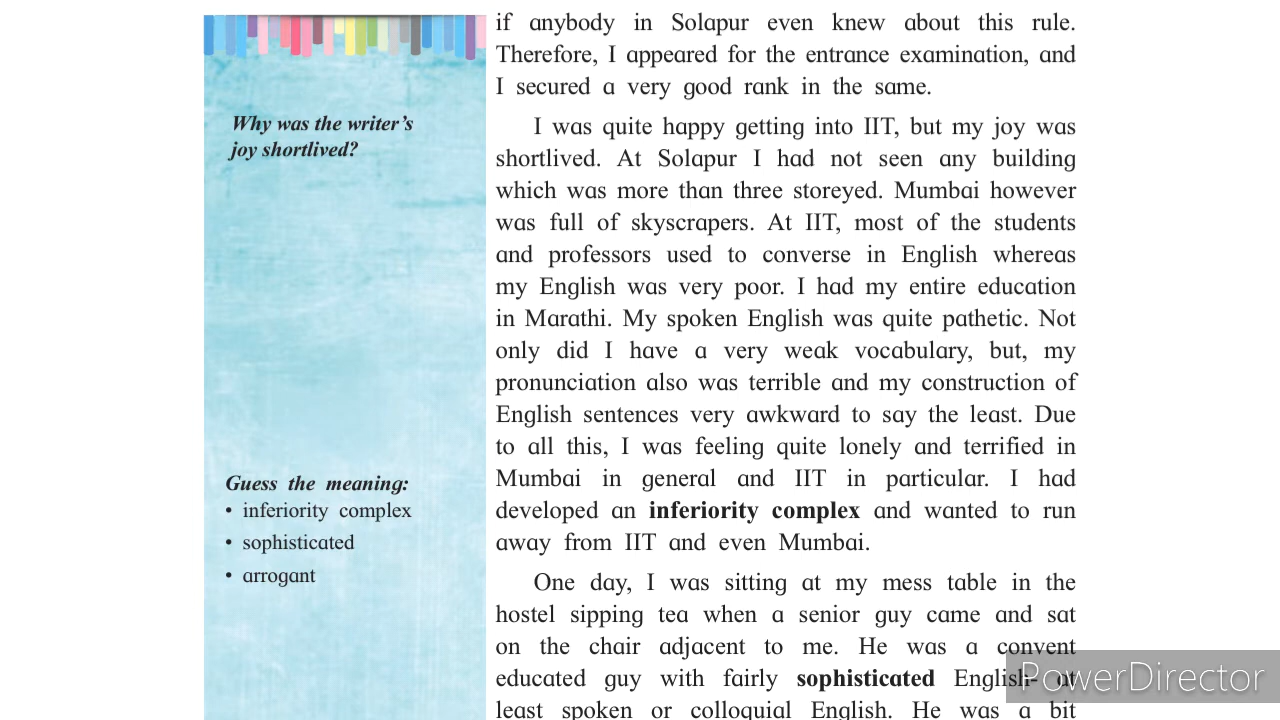 Why was the writer's
joy shortlived?
Guess the meaning:
• inferiority complex
• sophisticated
• arrogant
if anybody in Solapur even knew about this rule.
Therefore, I appeared for the entrance examination, and
I secured a very good rank in the same.
I was quite happy getting into IIT, but my joy was
shortlived. At Solapur I had not seen any building
which was more than three storeyed. Mumbai however
was full of skyscrapers. At IIT, most of the students
and professors used to converse in English whereas
my English was very poor. I had my entire education
in Marathi. My spoken English was quite pathetic. Not
only did I have a very weak vocabulary, but, my
pronunciation also was terrible and my construction of
English sentences very awkward to say the least. Due
to all this, I was feeling quite lonely and terrified in
Mumbai in general and IIT in particular. I had
developed an inferiority complex and wanted to run
away from IIT and even Mumbai.
One day, I was sitting at my mess table in the
hostel sipping tea when a senior guy came and sat
on the chair adjacent to me. He was a convent
educated guy with fairly sophisticated English- at
least spoken or colloquial English. He was a bit
PowerDirector